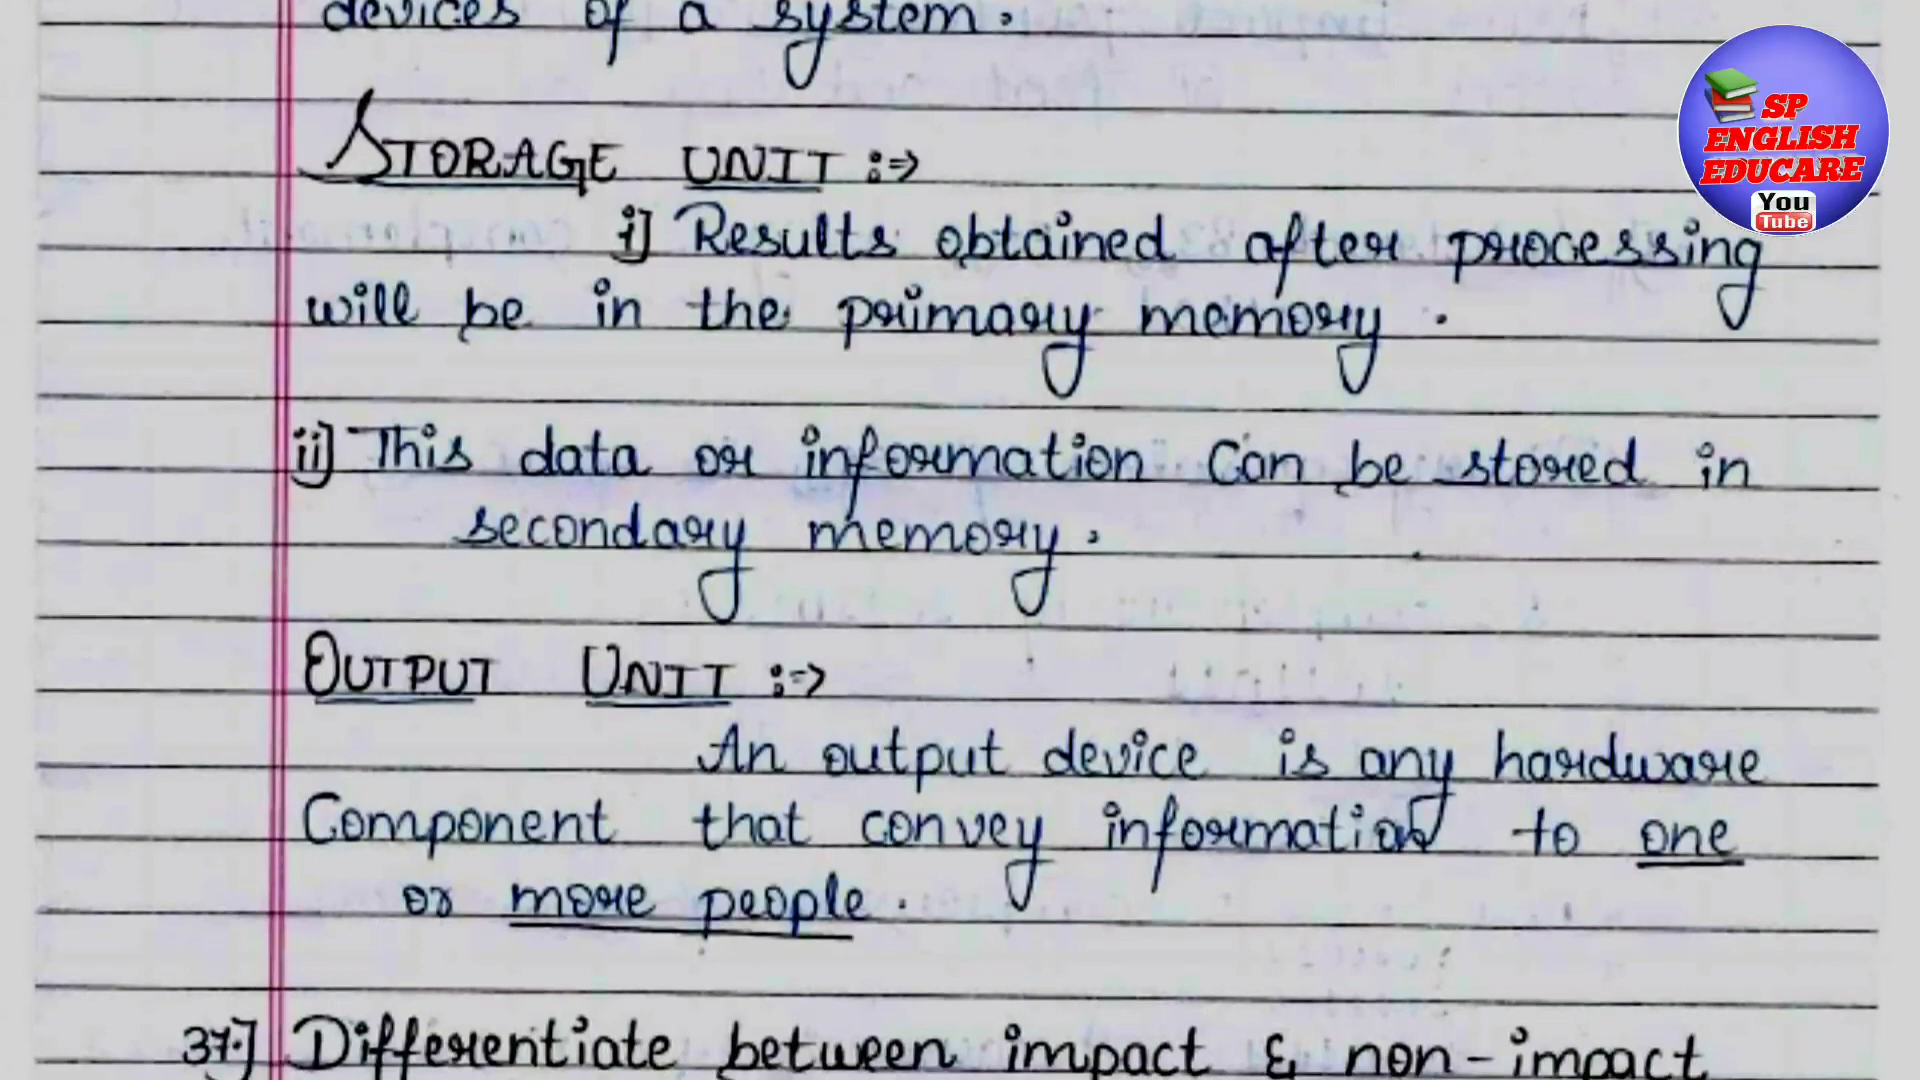 devices of a system.
STORAGE UNIT :⇒
i] Results obtained after processing
will be in the primary memory .
ii] This data or information Can be stored in
secondary memory .
OUTPUT UNIT :->
An output device is any hardware
Component that convey information to one
or more people .
37.] Differentiate between impact & non-impact
SP
ENGLISH
EDUCARE
You
Tube